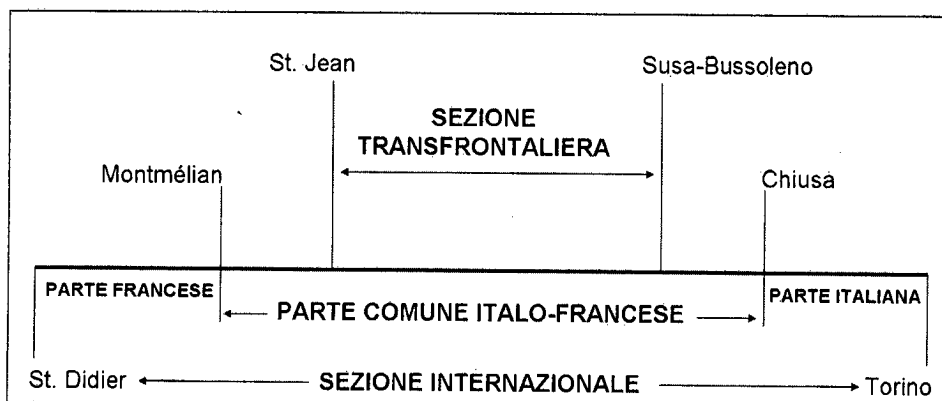 St. Jean
Susa-Bussoleno
SEZIONE
TRANSFRONTALIERA
Montmélian
Chiusa
PARTE FRANCESE
PARTE COMUNE ITALO-FRANCESE
PARTE ITALIANA
St. Didier
SEZIONE INTERNAZIONALE
Torino